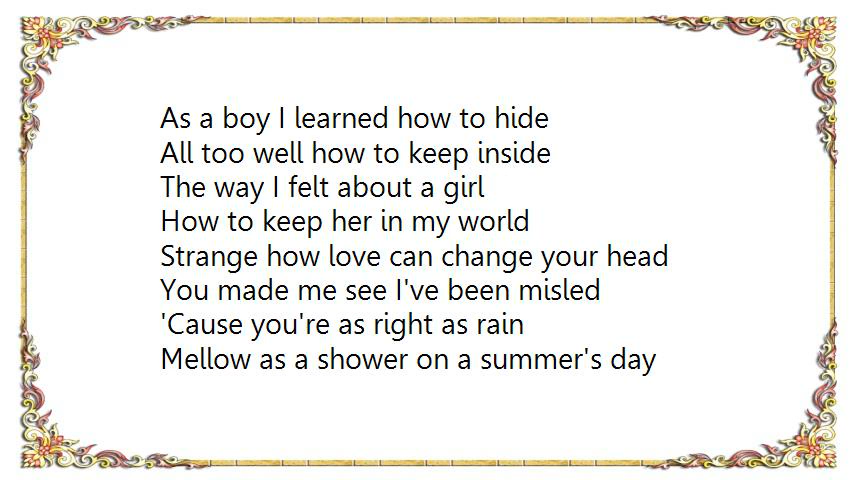 As a boy I learned how to hide
All too well how to keep inside
The way I felt about a girl
How to keep her in my world
Strange how love can change your head
You made me see I've been misled
'Cause you're as right as rain
Mellow as a shower on a summer's day